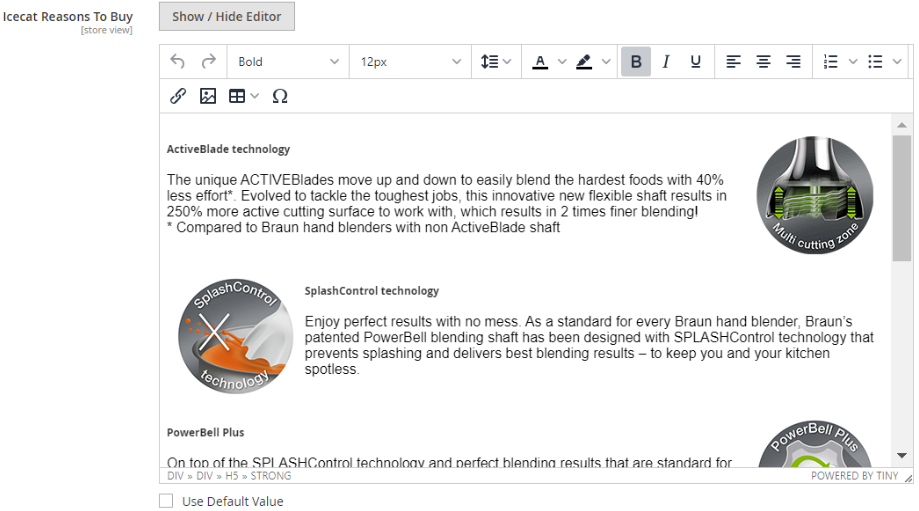 Icecat Reasons To Buy
[store view]
Show / Hide Editor
Bold
12px
A
B
I
U
Ω
ActiveBlade technology
The unique ACTIVEBlades move up and down to easily blend the hardest foods with 40%
less effort*. Evolved to tackle the toughest jobs, this innovative new flexible shaft results in
250% more active cutting surface to work with, which results in 2 times finer blending!
* Compared to Braun hand blenders with non ActiveBlade shaft
Multi cutting zone
SplashControl
technology
SplashControl technology
Enjoy perfect results with no mess. As a standard for every Braun hand blender, Braun’s
patented PowerBell blending shaft has been designed with SPLASHControl technology that
prevents splashing and delivers best blending results – to keep you and your kitchen
spotless.
PowerBell Plus
PowerBell Plus
On top of the SPLASHControl technology and perfect blending results that are standard for
DIV » DIV » H5 » STRONG
POWERED BY TINY
Use Default Value